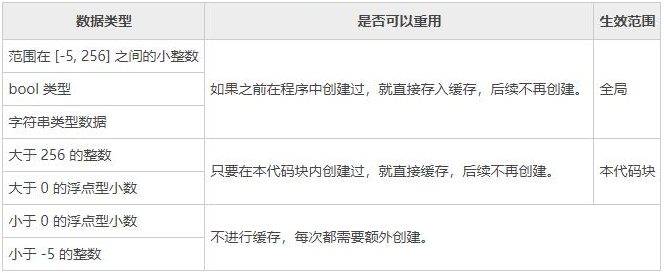 数据类型 是否可以重用 生效范围
范围在 [-5, 256] 之间的小整数
bool 类型
如果之前在程序中创建过，就直接存入缓存，后续不再创建。
全局
字符串类型数据
大于 256 的整数
只要在本代码块内创建过，就直接缓存，后续不再创建。
本代码块
大于 0 的浮点型小数
小于 0 的浮点型小数
不进行缓存，每次都需要额外创建。
小于 -5 的整数